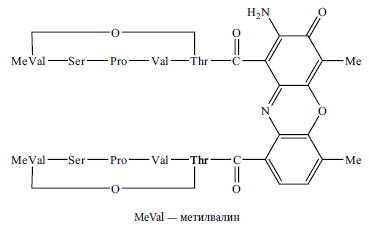 H₂N O
O O
MeVal Ser Pro Val Thr C Me
N O
MeVal Ser Pro Val Thr C Me
O O
MeVal — метилвалин